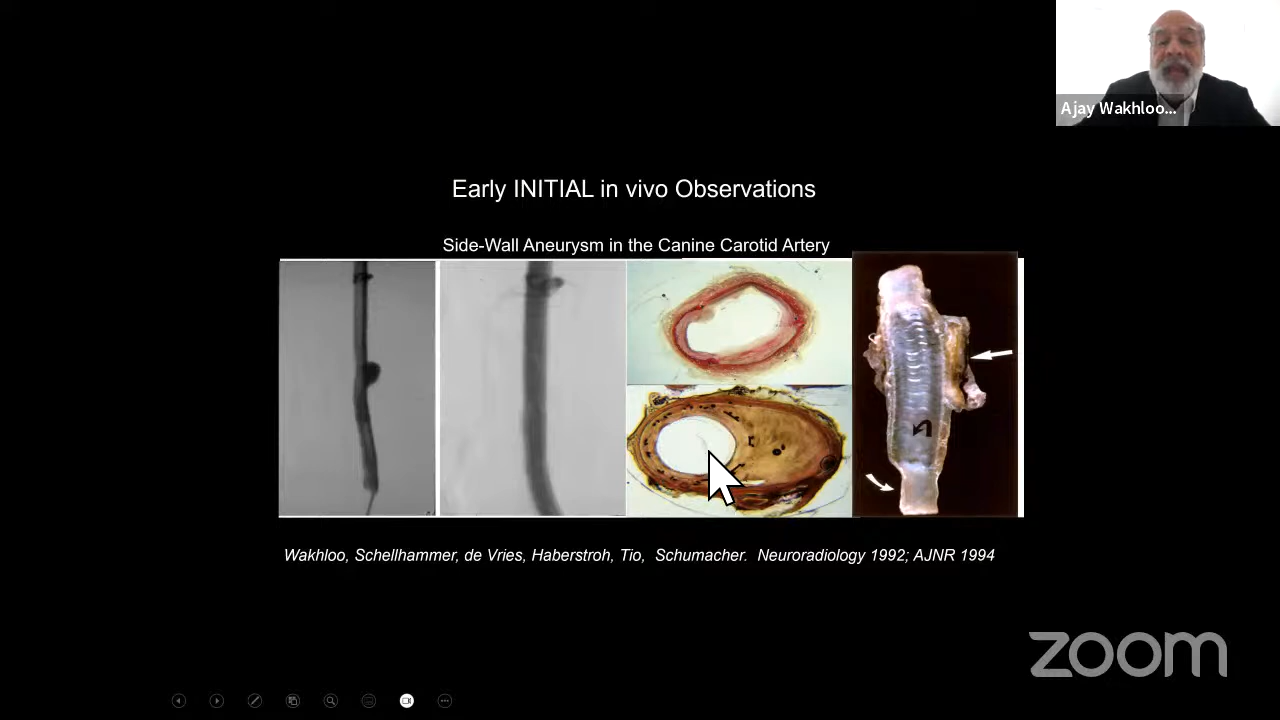 Ajay Wakhloo...
Early INITIAL in vivo Observations
Side-Wall Aneurysm in the Canine Carotid Artery
Wakhloo, Schellhammer, de Vries, Haberstroh, Tio, Schumacher. Neuroradiology 1992; AJNR 1994
zoom